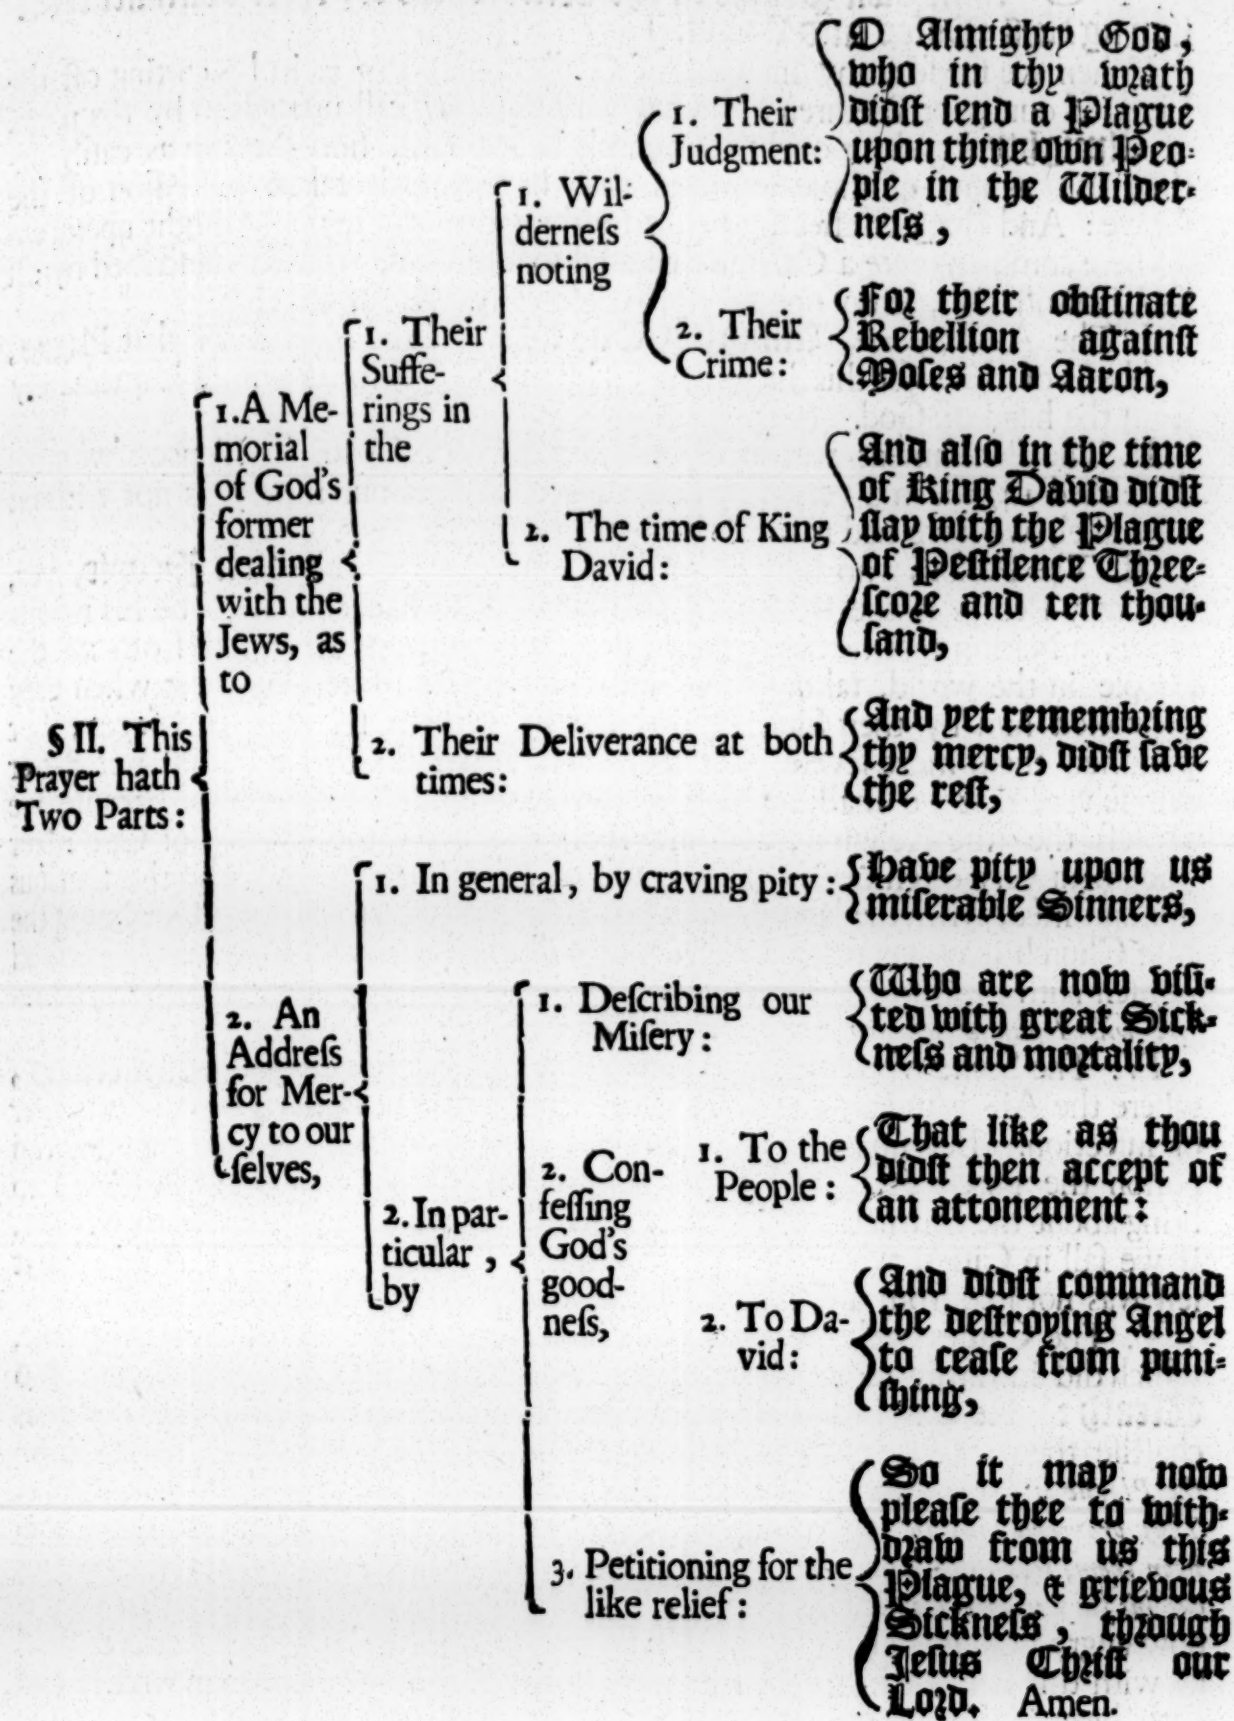 § II. This
Prayer hath
Two Parts:
1. A Me-
morial
of God's
former
dealing
with the
Jews, as
to
1. Their
Suffe-
rings in
the
1. Wil-
derneſs
noting
1. Their
Judgment:
O Almighty God,
who in thy wrath
didſt ſend a Plague
upon thine own Peo-
ple in the Wilder-
neſs,
2. Their
Crime:
For their obſtinate
Rebellion againſt
Moſes and Aaron,
2. The time of King
David:
And alſo in the time
of King David didſt
ſlay with the Plague
of Peſtilence Three-
ſcore and ten thou-
ſand,
2. Their Deliverance at both
times:
And yet remembring
thy mercy, didſt ſave
the reſt,
2. An
Addreſs
for Mer-
cy to our
ſelves,
1. In general, by craving pity:
Have pity upon us
miſerable Sinners,
2. In par-
ticular,
by
1. Deſcribing our
Miſery:
Who are now viſi-
ted with great Sick-
neſs and mortality,
2. Con-
feſſing
God's
good-
neſs,
1. To the
People:
That like as thou
didſt then accept of
an attonement:
2. To Da-
vid:
And didſt command
the deſtroying Angel
to ceaſe from puni-
ſhing,
3. Petitioning for the
like relief:
So it may now
pleaſe thee to with-
draw from us this
Plague, & grievous
Sickneſs, through
Jeſus Chriſt our
Lord. Amen.